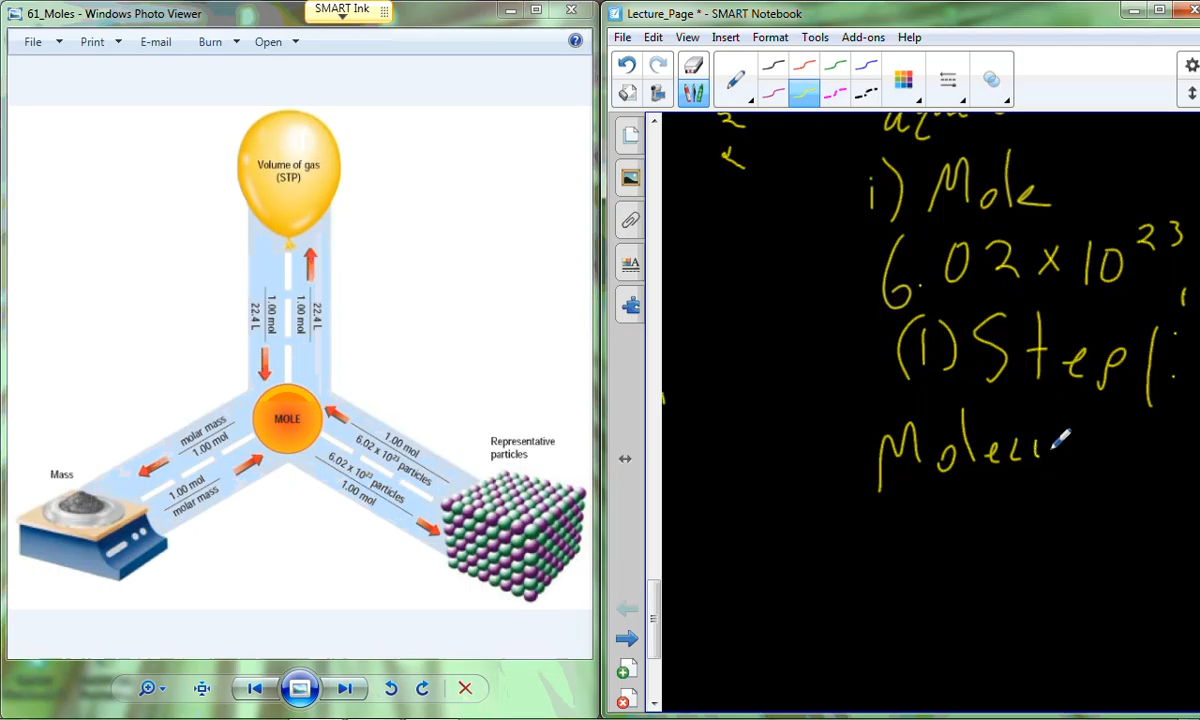 61_Moles - Windows Photo Viewer
SMART Ink
File Print E-mail Burn Open
Volume of gas
(STP)
1.00 mol
22.4 L
22.4 L
1.00 mol
MOLE
molar mass
1.00 mol
1.00 mol
molar mass
1.00 mol
6.02 x 10²³ particles
6.02 x 10²³ particles
1.00 mol
Mass
Representative
particles
Lecture_Page * - SMART Notebook
File Edit View Insert Format Tools Add-ons Help
i) Mole
6.02 × 10²³
(1) Step 1:
Molecu